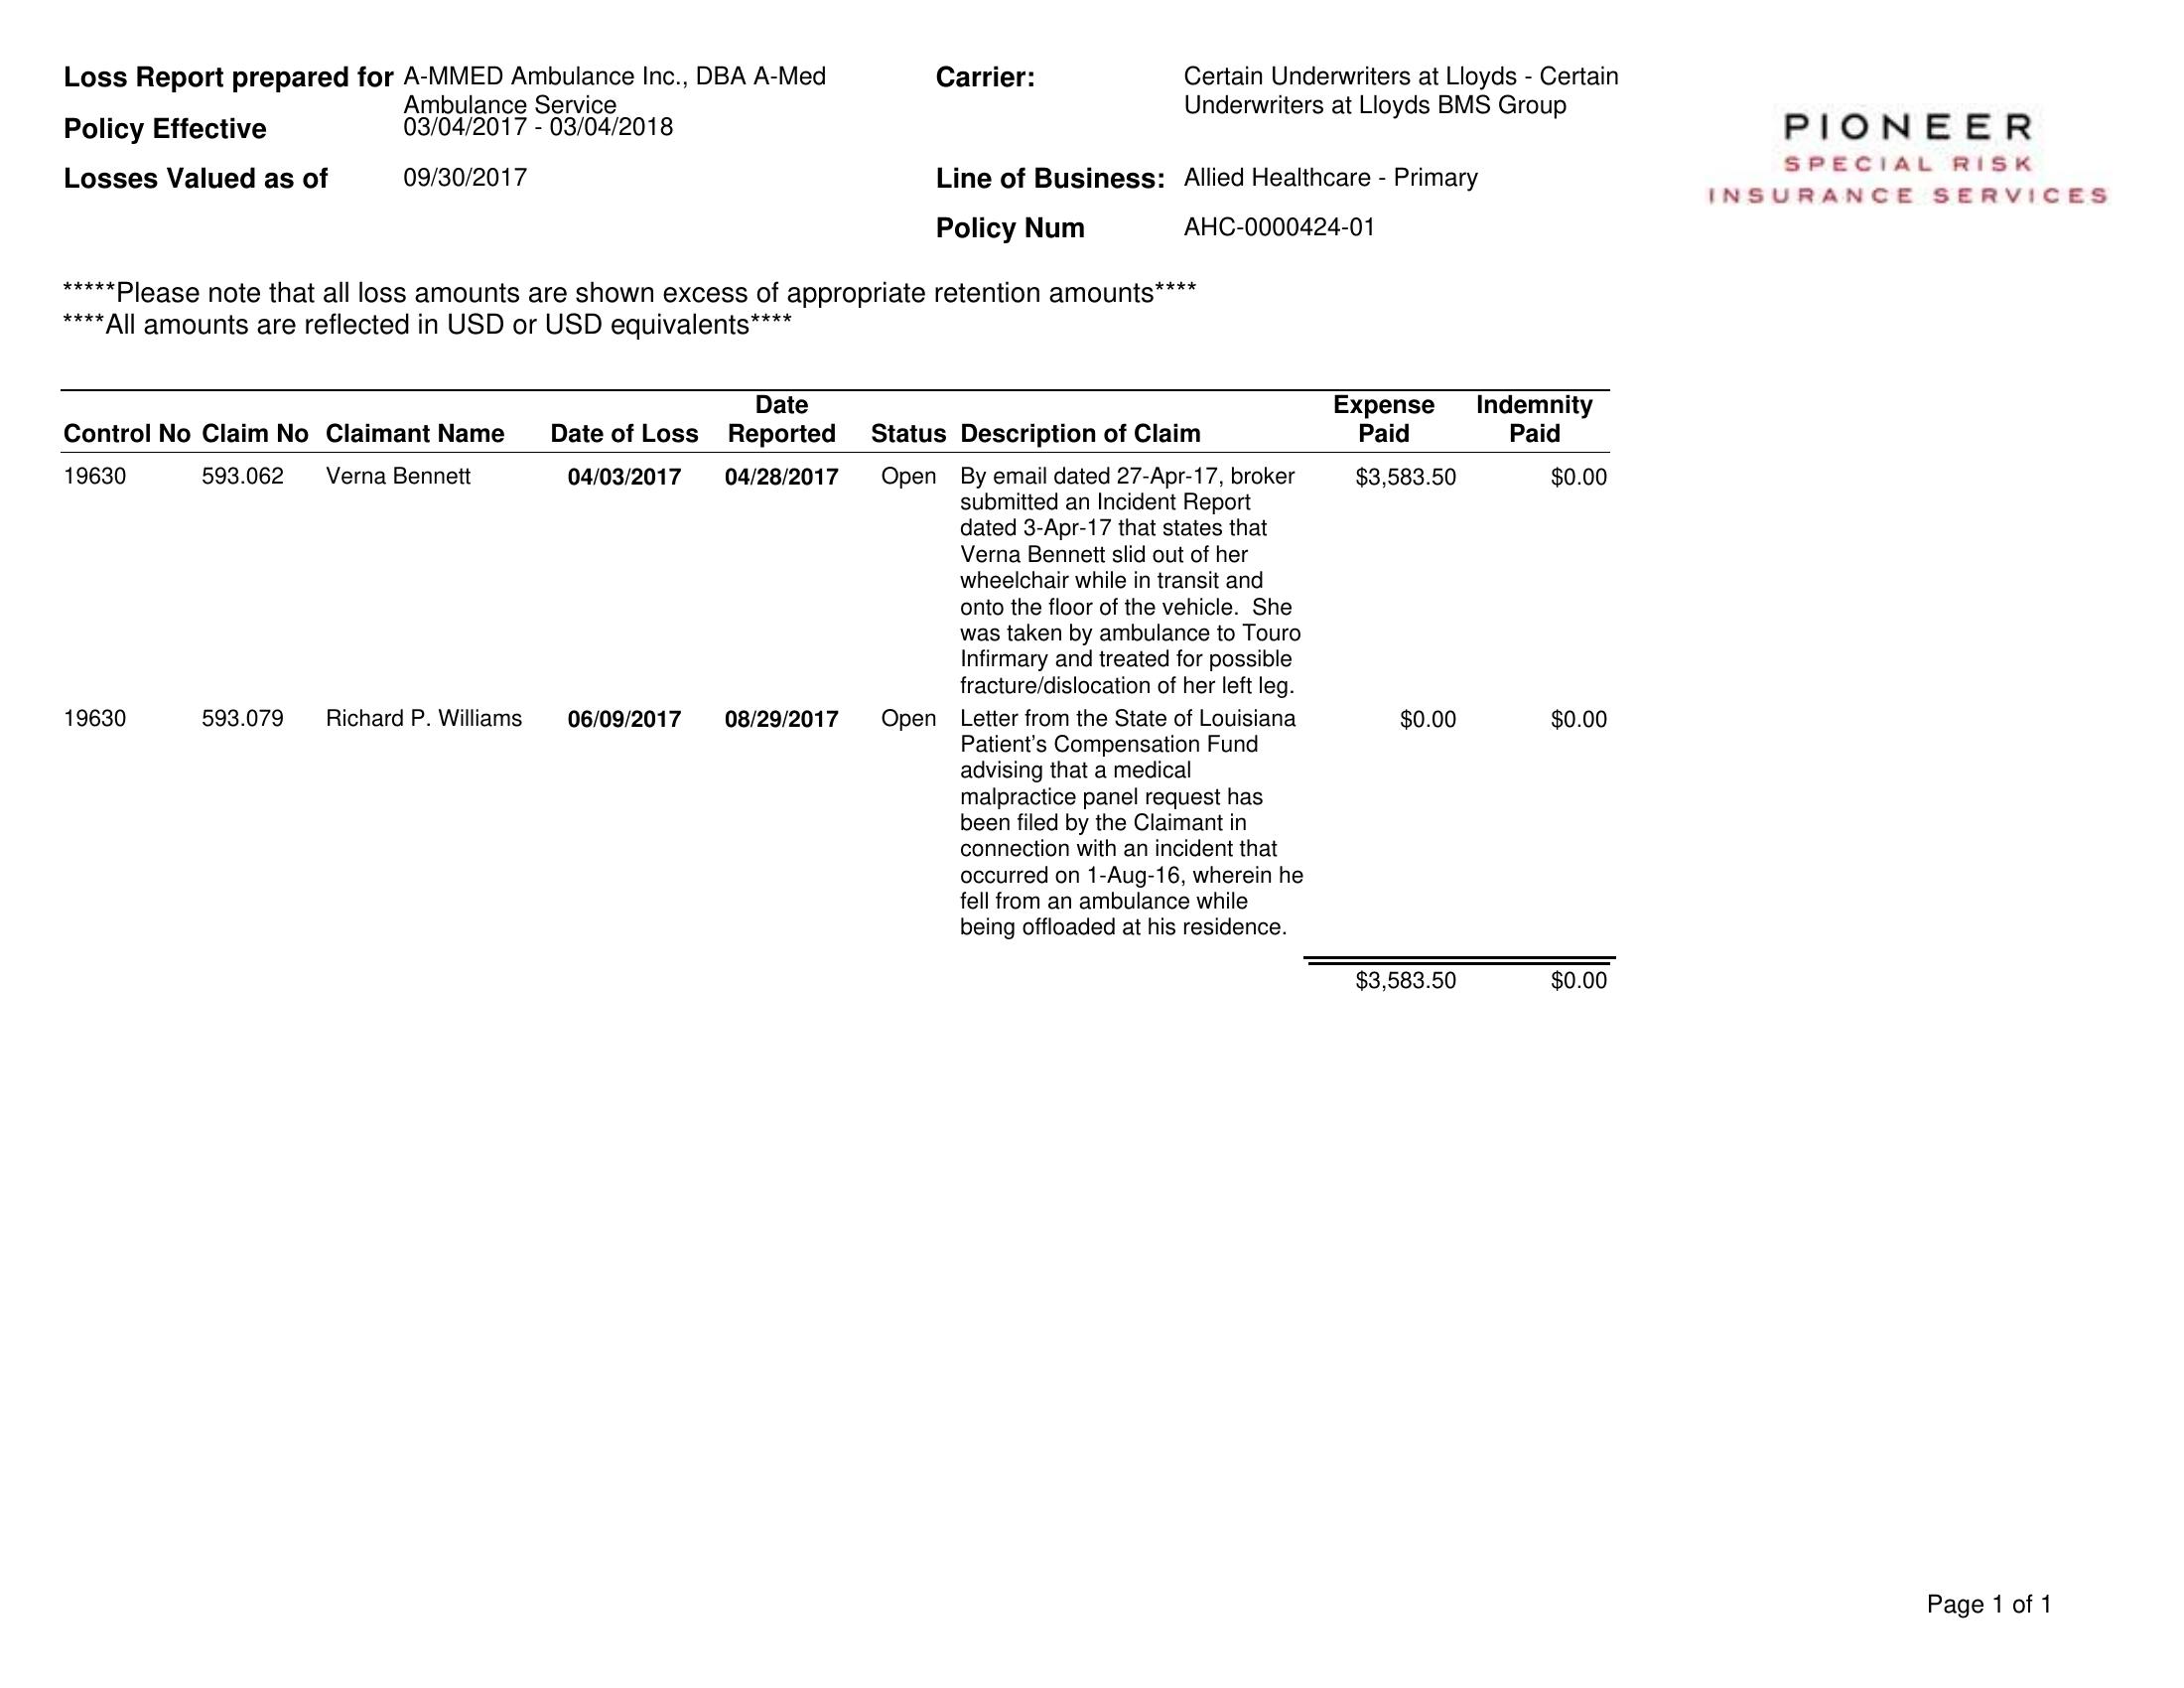 Loss Report prepared for A-MMED Ambulance Inc., DBA A-Med
Ambulance Service
Policy Effective 03/04/2017 - 03/04/2018
Losses Valued as of 09/30/2017
Carrier: Certain Underwriters at Lloyds - Certain
Underwriters at Lloyds BMS Group
Line of Business: Allied Healthcare - Primary
Policy Num AHC-0000424-01
PIONEER
SPECIAL RISK
INSURANCE SERVICES
*****Please note that all loss amounts are shown excess of appropriate retention amounts****
****All amounts are reflected in USD or USD equivalents****
Date Expense Indemnity
Control No Claim No Claimant Name Date of Loss Reported Status Description of Claim Paid Paid
19630 593.062 Verna Bennett 04/03/2017 04/28/2017 Open By email dated 27-Apr-17, broker $3,583.50 $0.00
submitted an Incident Report
dated 3-Apr-17 that states that
Verna Bennett slid out of her
wheelchair while in transit and
onto the floor of the vehicle.  She
was taken by ambulance to Touro
Infirmary and treated for possible
fracture/dislocation of her left leg.
19630 593.079 Richard P. Williams 06/09/2017 08/29/2017 Open Letter from the State of Louisiana $0.00 $0.00
Patient’s Compensation Fund
advising that a medical
malpractice panel request has
been filed by the Claimant in
connection with an incident that
occurred on 1-Aug-16, wherein he
fell from an ambulance while
being offloaded at his residence.
$3,583.50 $0.00
Page 1 of 1